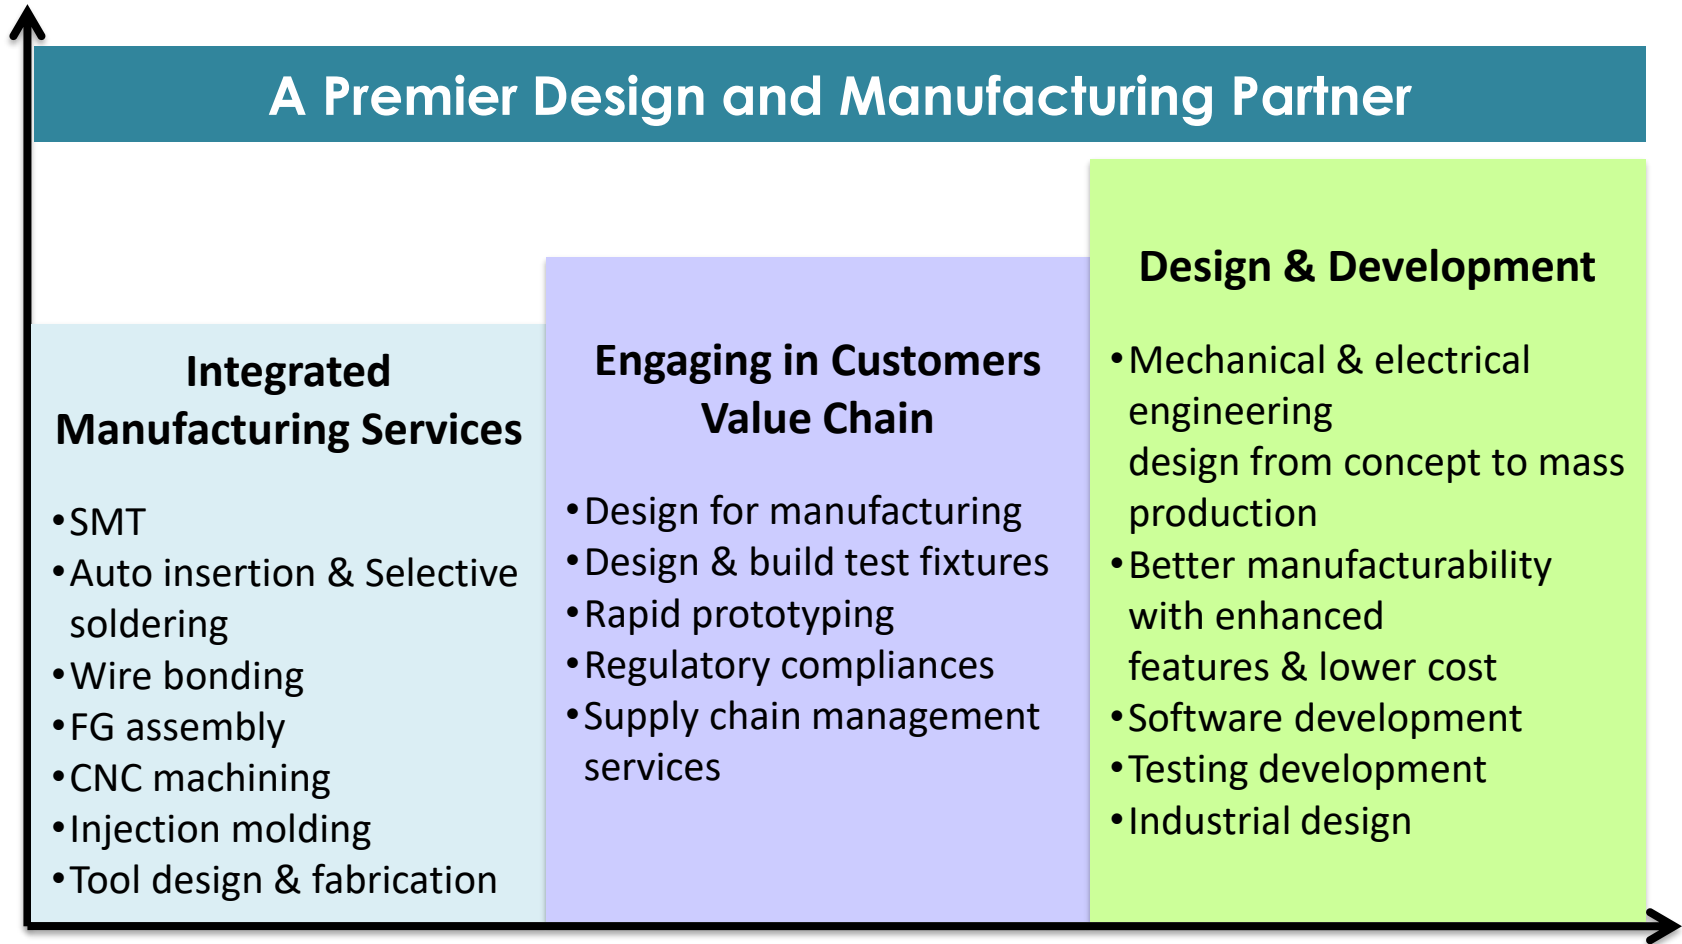 A Premier Design and Manufacturing Partner
Integrated
Manufacturing Services
•SMT
•Auto insertion & Selective
soldering
•Wire bonding
•FG assembly
•CNC machining
•Injection molding
•Tool design & fabrication
Engaging in Customers
Value Chain
•Design for manufacturing
•Design & build test fixtures
•Rapid prototyping
•Regulatory compliances
•Supply chain management
services
Design & Development
•Mechanical & electrical
engineering
design from concept to mass
production
•Better manufacturability
with enhanced
features & lower cost
•Software development
•Testing development
•Industrial design